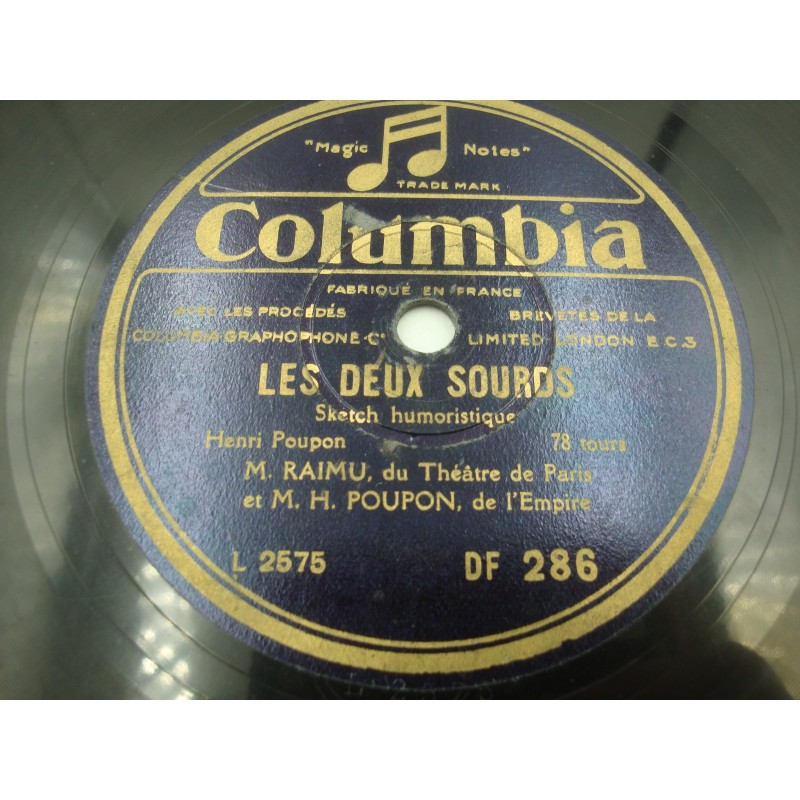 "Magic Notes"
TRADE MARK
Columbia
FABRIQUÉ EN FRANCE
AVEC LES PROCÉDÉS BREVETÉS DE LA
COLUMBIA GRAPHOPHONE Cº LIMITED LONDON E.C.3
LES DEUX SOURDS
Sketch humoristique
Henri Poupon 78 tours
M. RAIMU, du Théâtre de Paris
et M. H. POUPON, de l'Empire
L 2575 DF 286